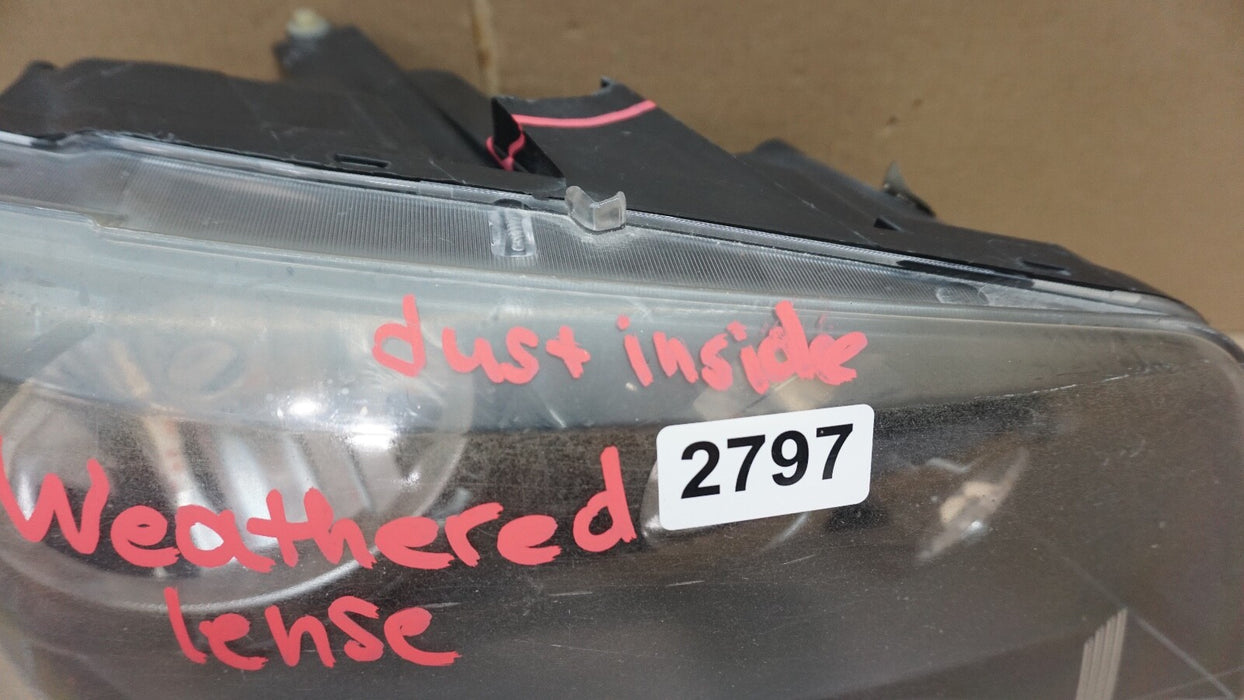 dust inside
2797
Weathered
lense